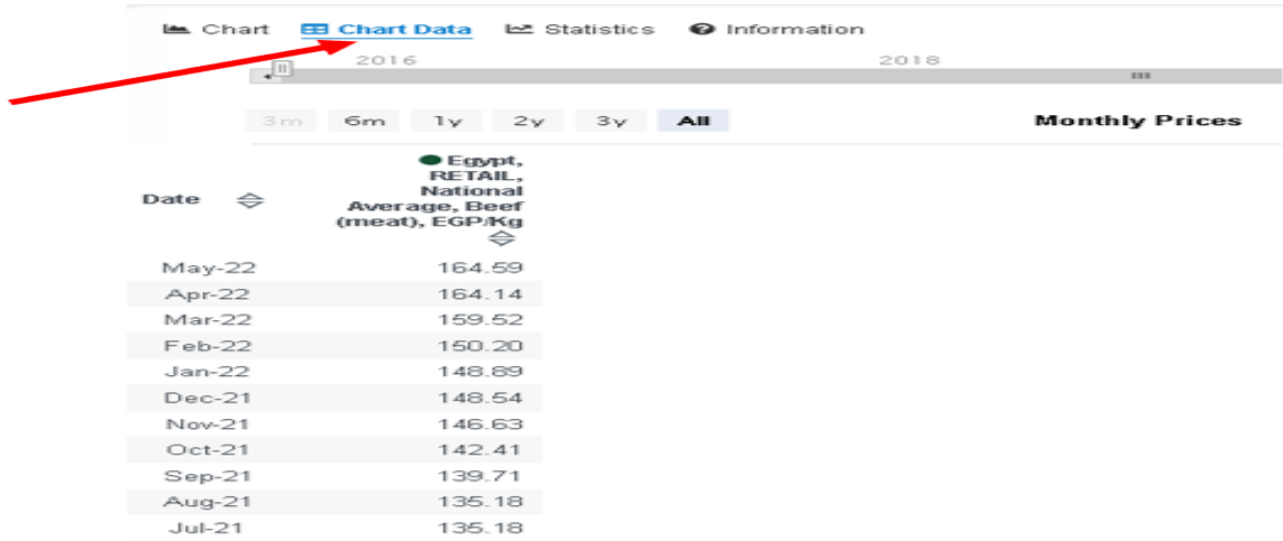 Chart Chart Data Statistics Information
2016 2018
3m 6m 1y 2y 3y All Monthly Prices
Date
Egypt,
RETAIL,
National
Average, Beef
(meat), EGP/Kg
May-22 164.59
Apr-22 164.14
Mar-22 159.52
Feb-22 150.20
Jan-22 148.89
Dec-21 148.54
Nov-21 146.63
Oct-21 142.41
Sep-21 139.71
Aug-21 135.18
Jul-21 135.18